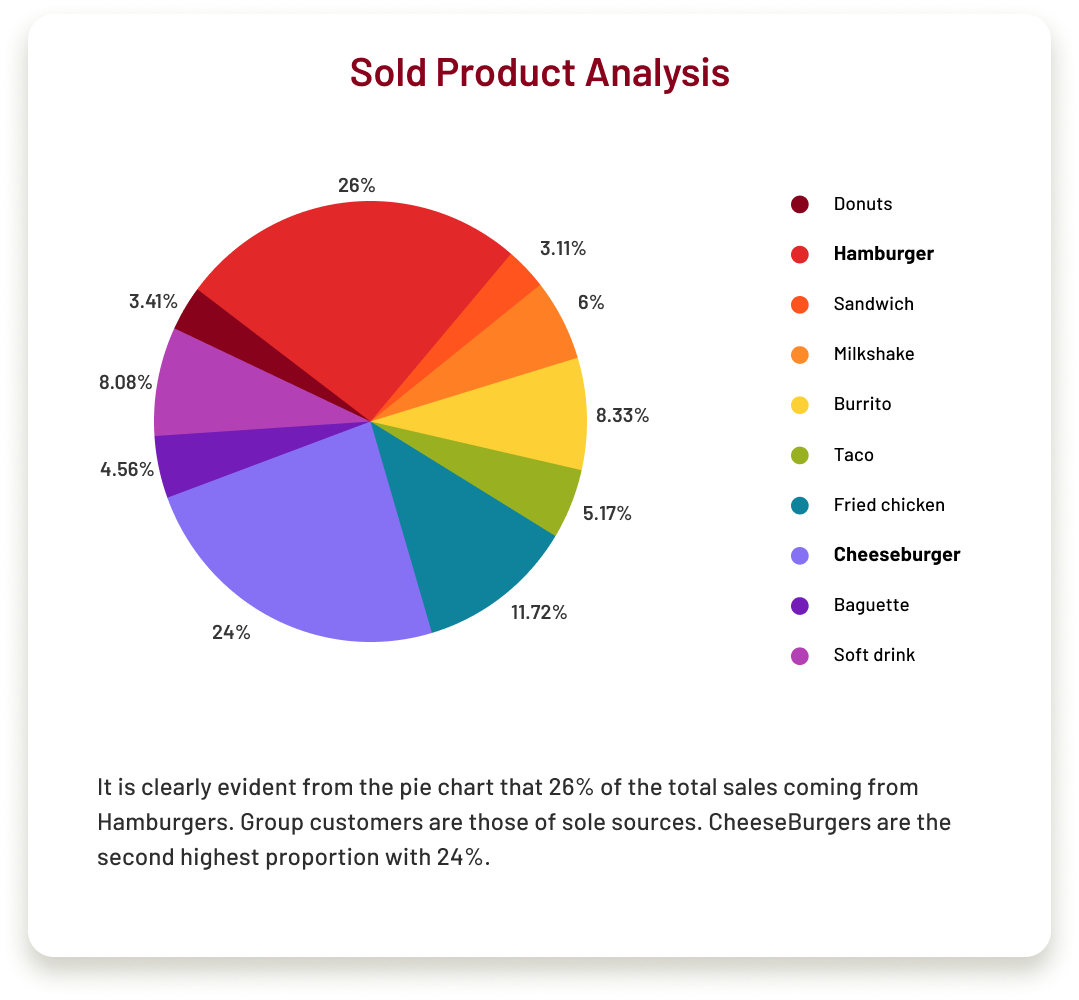 Sold Product Analysis
26%
3.11%
3.41%
6%
8.08%
8.33%
4.56%
5.17%
11.72%
24%
Donuts
Hamburger
Sandwich
Milkshake
Burrito
Taco
Fried chicken
Cheeseburger
Baguette
Soft drink
It is clearly evident from the pie chart that 26% of the total sales coming from
Hamburgers. Group customers are those of sole sources. CheeseBurgers are the
second highest proportion with 24%.